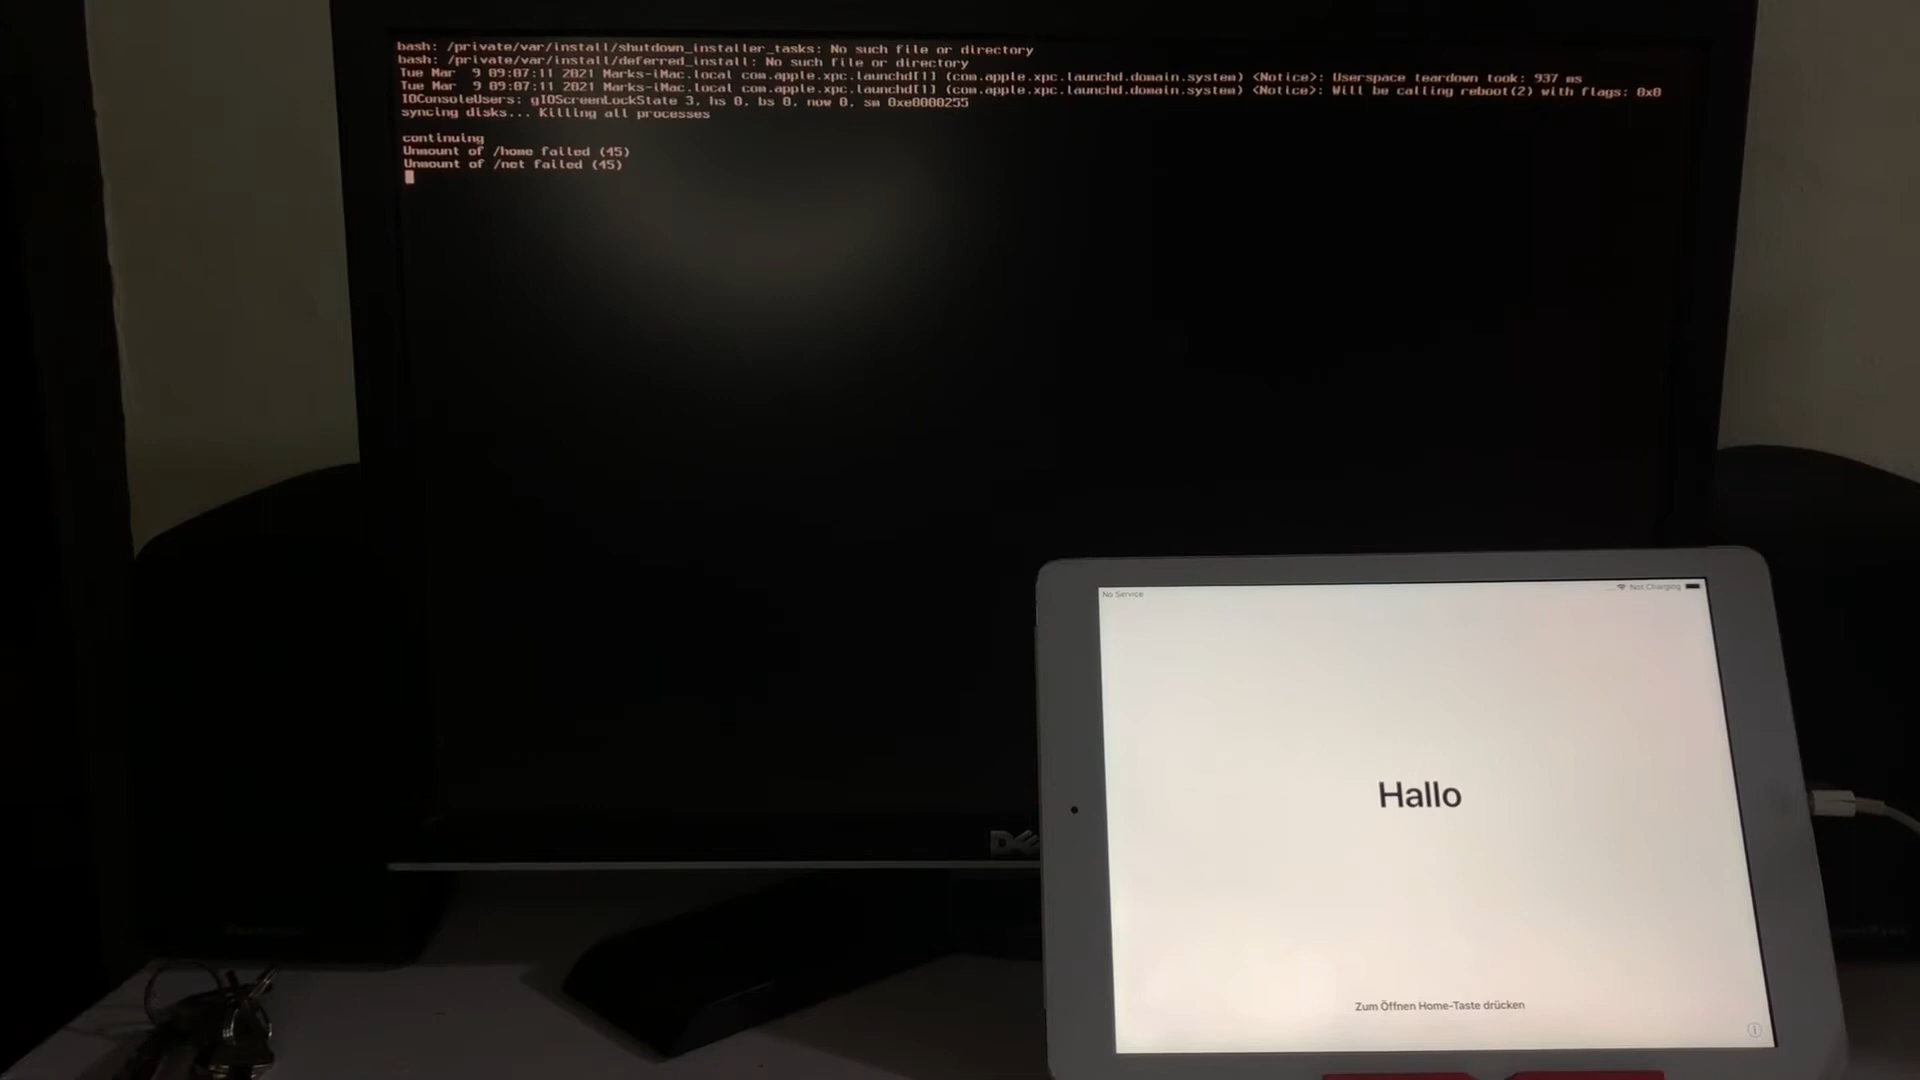 bash: /private/var/install/shutdown_installer_tasks: No such file or directory
bash: /private/var/install/deferred_install: No such file or directory
Tue Mar 9 09:07:11 2021 Marks-iMac.local com.apple.xpc.launchd[1] (com.apple.xpc.launchd.domain.system) <Notice>: Userspace teardown took: 937 ms
Tue Mar 9 09:07:11 2021 Marks-iMac.local com.apple.xpc.launchd[1] (com.apple.xpc.launchd.domain.system) <Notice>: Will be calling reboot(2) with flags: 0x0
IOConsoleUsers: gIOScreenLockState 3, hs 0, bs 0, now 0, sm 0xe0000255
syncing disks... Killing all processes
continuing
Unmount of /home failed (45)
Unmount of /net failed (45)
No Service
Not Charging
Hallo
Zum Öffnen Home-Taste drücken